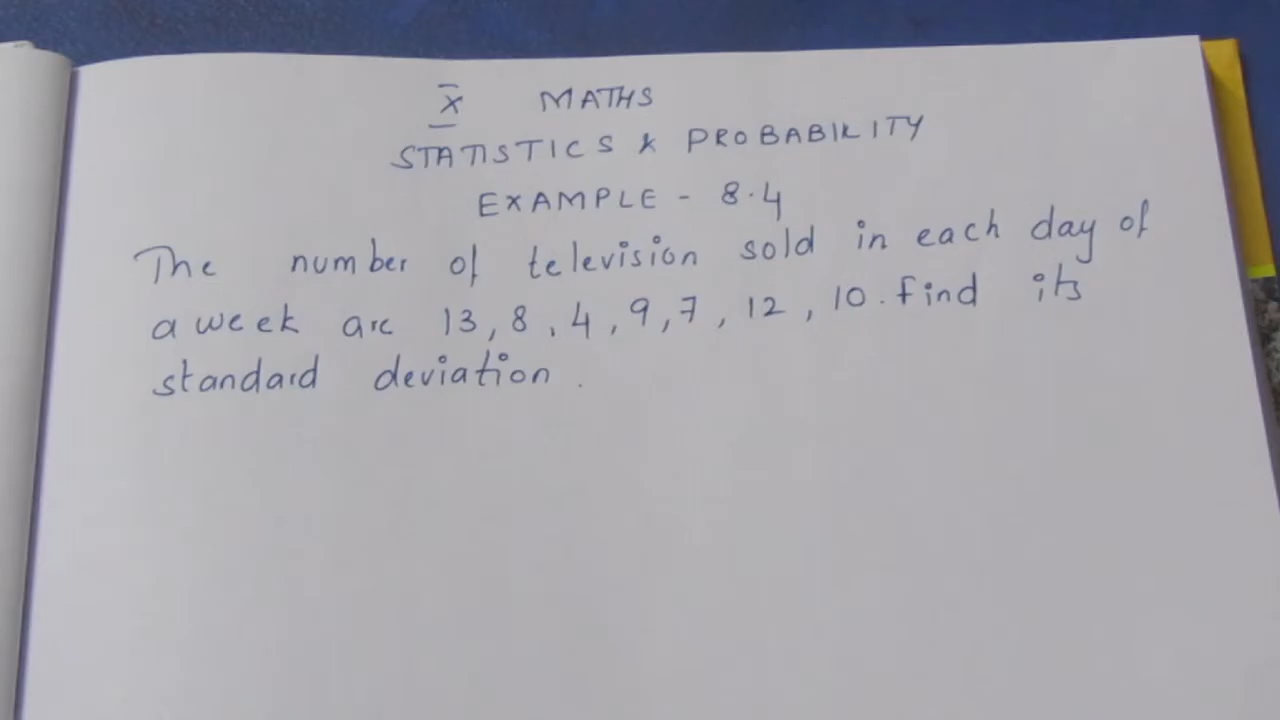 X MATHS
STATISTICS & PROBABILITY
EXAMPLE - 8.4
The number of television sold in each day of
a week are 13, 8, 4, 9, 7, 12, 10. find its
standard deviation.